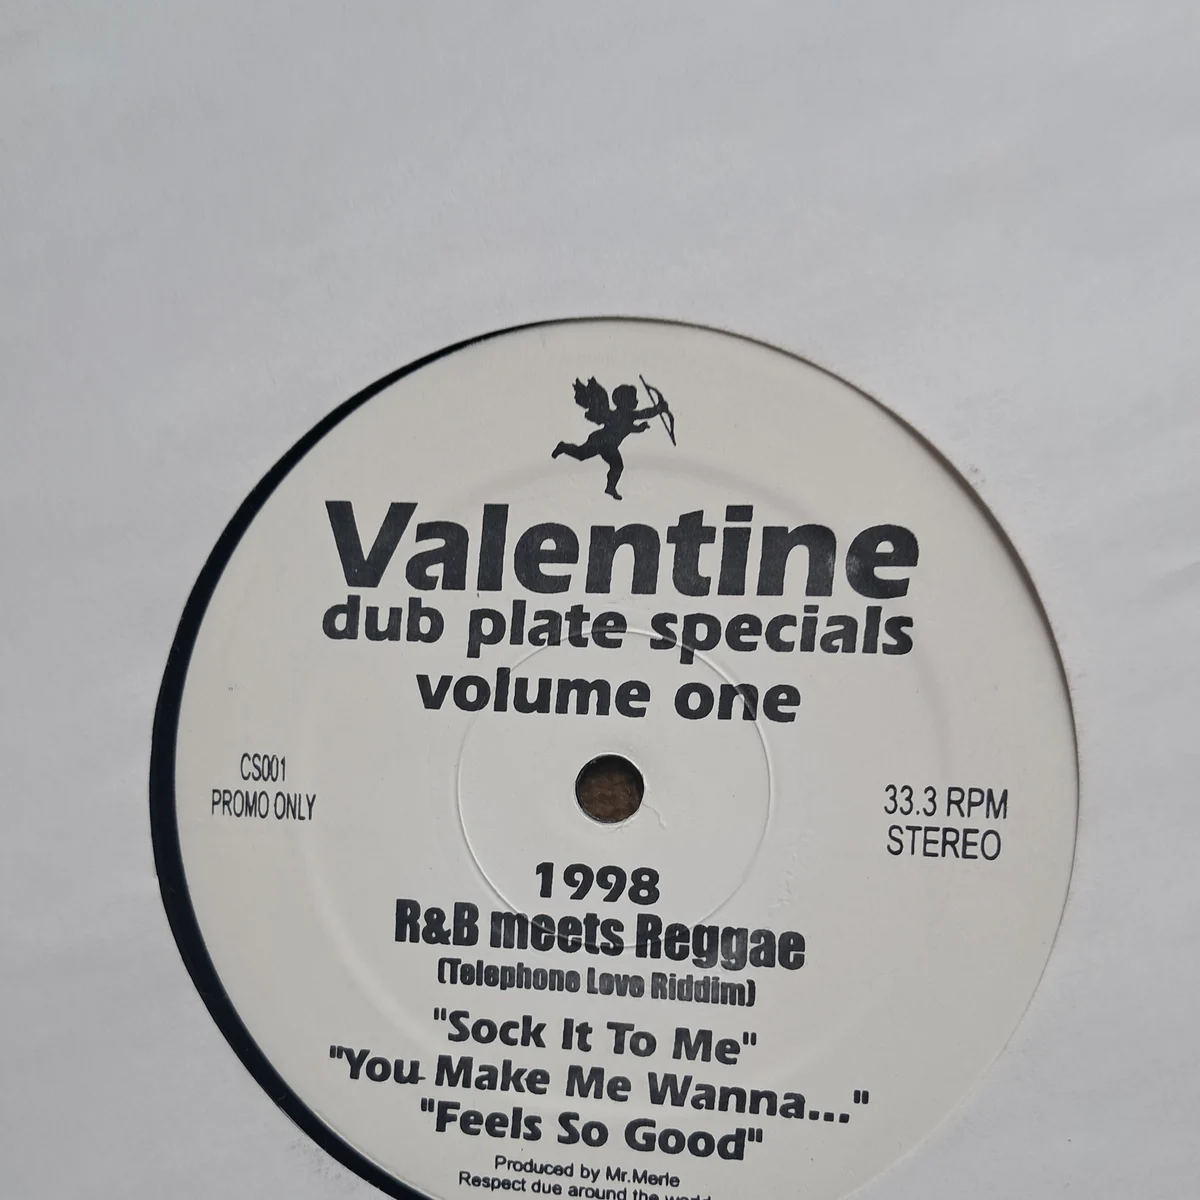 Valentine
dub plate specials
volume one
CS001
PROMO ONLY
33.3 RPM
STEREO
1998
R&B meets Reggae
(Telephone Love Riddim)
"Sock It To Me"
"You Make Me Wanna..."
"Feels So Good"
Produced by Mr.Merle
Respect due around the